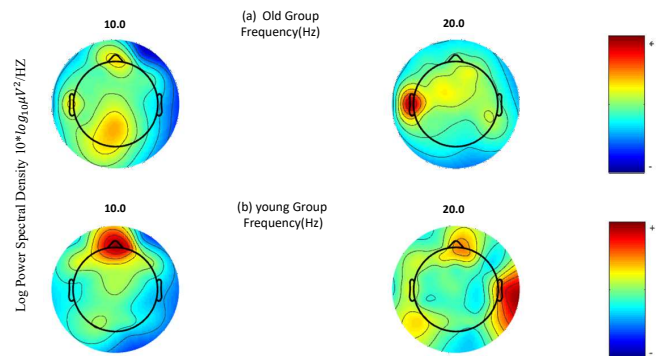 (a) Old Group
Frequency(Hz)
10.0
20.0
+
-
Log Power Spectral Density 10*log₁₀μV²/HZ
(b) young Group
Frequency(Hz)
10.0
20.0
+
-